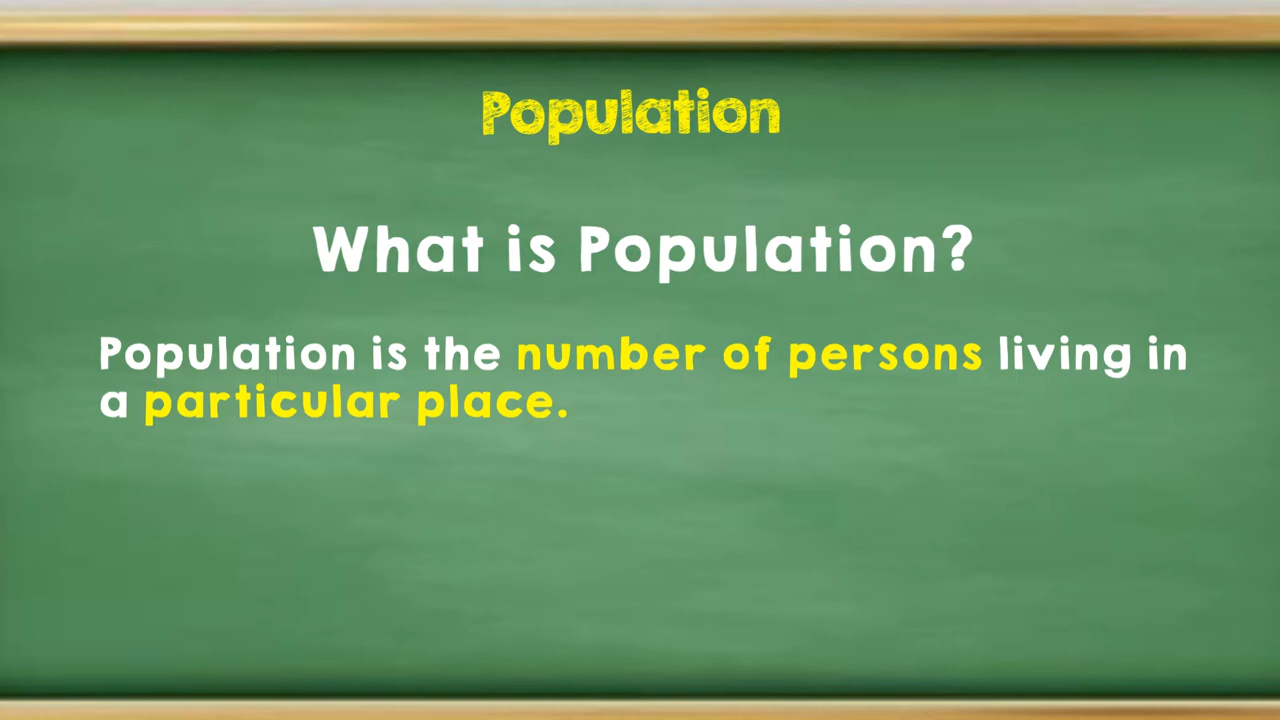 Population
What is Population?
Population is the number of persons living in
a particular place.